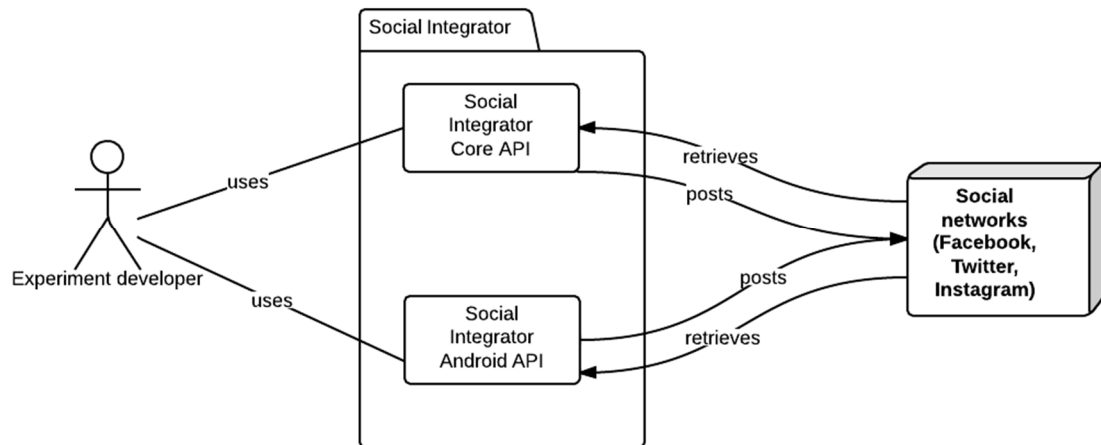 Social Integrator
Social
Integrator
Core API
retrieves
uses
posts
Social
networks
(Facebook,
Twitter,
Instagram)
Experiment developer
uses
posts
Social
Integrator
Android API
retrieves